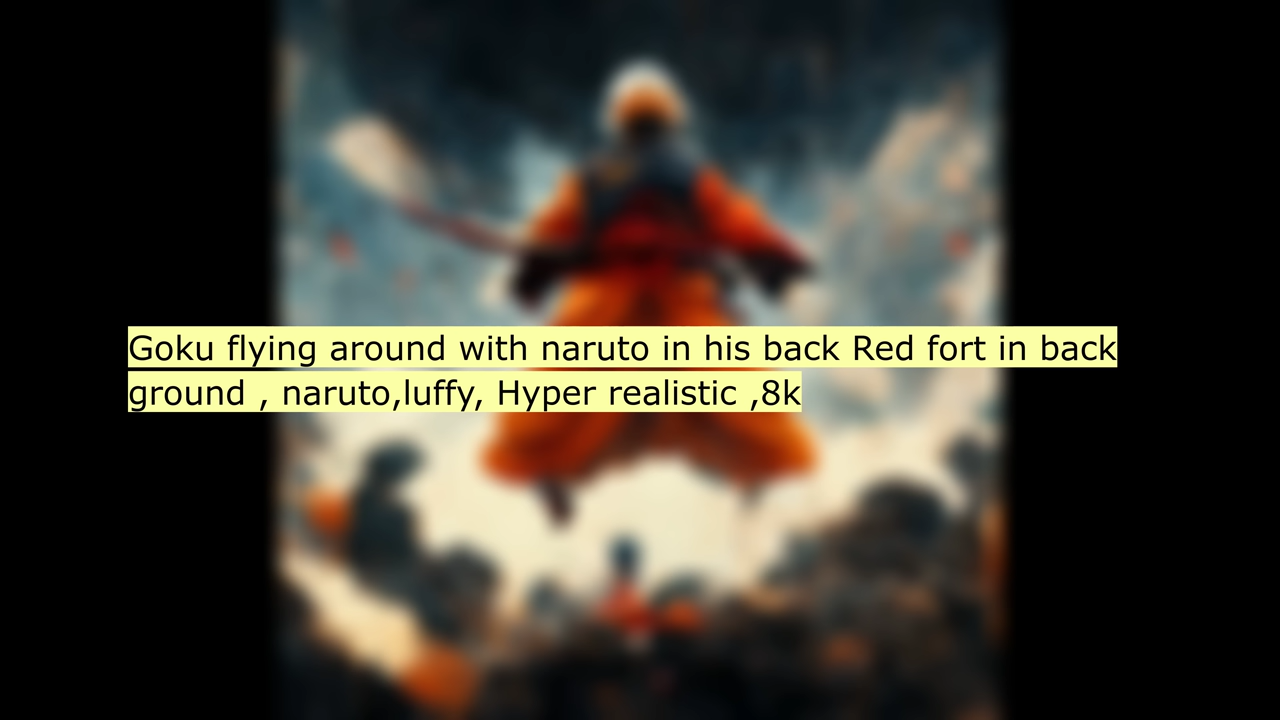 Goku flying around with naruto in his back Red fort in back
ground , naruto,luffy, Hyper realistic ,8k